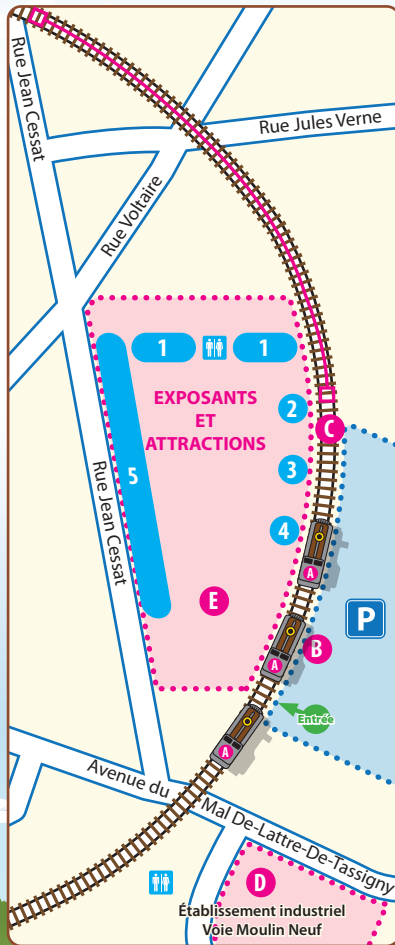 Rue Jean Cessat
Rue Jules Verne
Rue Voltaire
1
1
EXPOSANTS
ET
ATTRACTIONS
2
C
3
5
Rue Jean Cessat
4
A
E
P
B
A
Entrée
A
Avenue du
Mal De-Lattre-De-Tassigny
D
Établissement industriel
Vôie Moulin Neuf